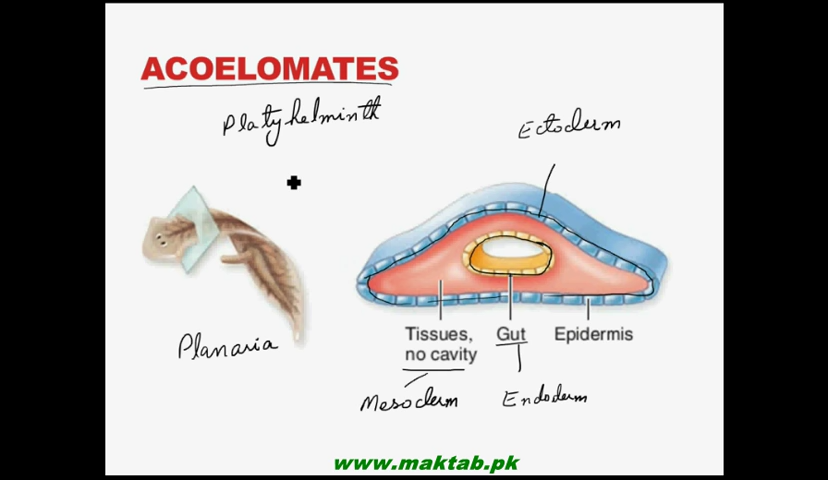 ACOELOMATES
Platyhelminth
Ectoderm
Tissues,
no cavity
Gut
Epidermis
Planaria
Mesoderm
Endoderm
www.maktab.pk